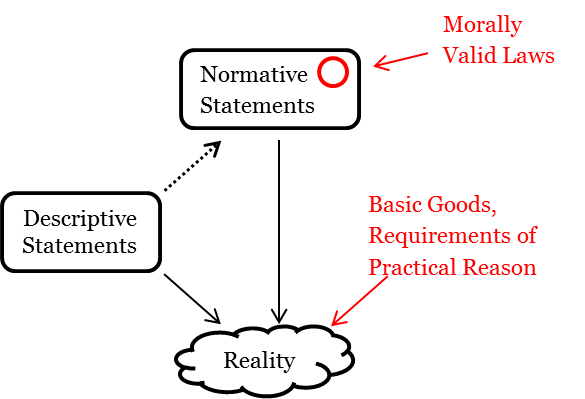 Morally
Valid Laws
Normative
Statements
Basic Goods,
Requirements of
Practical Reason
Descriptive
Statements
Reality